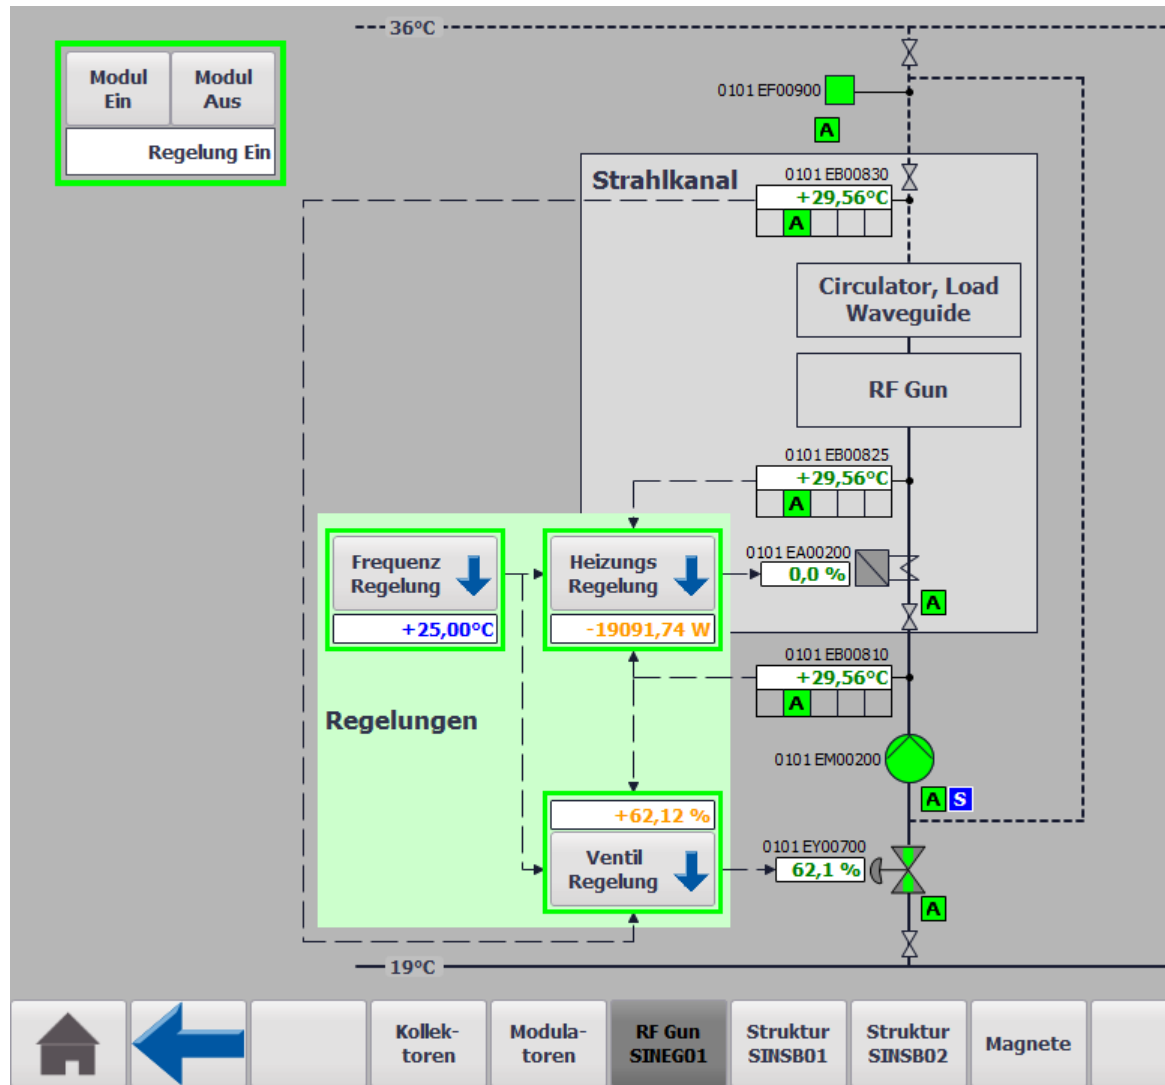 36°C
Modul
Ein
Modul
Aus
Regelung Ein
0101 EF00900
A
Strahlkanal
0101 EB00830
+29,56°C
A
Circulator, Load
Waveguide
RF Gun
0101 EB00825
+29,56°C
A
Frequenz
Regelung
+25,00°C
Heizungs
Regelung
-19091,74 W
0101 EA00200
0,0 %
A
0101 EB00810
+29,56°C
A
Regelungen
0101 EM00200
A S
+62,12 %
Ventil
Regelung
0101 EY00700
62,1 %
A
19°C
Kollek-
toren
Modula-
toren
RF Gun
SINEG01
Struktur
SINSB01
Struktur
SINSB02
Magnete